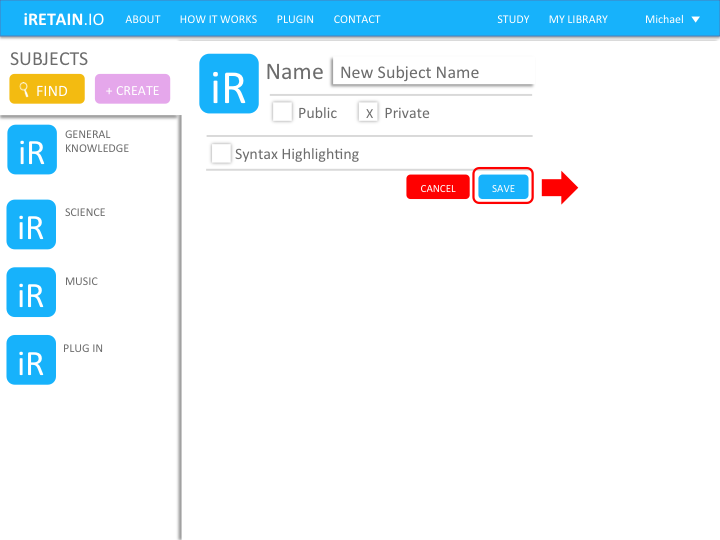 iRETAIN.IO ABOUT HOW IT WORKS PLUGIN CONTACT STUDY MY LIBRARY Michael
SUBJECTS
FIND + CREATE
iR GENERAL
KNOWLEDGE
iR SCIENCE
iR MUSIC
iR PLUG IN
iR Name New Subject Name
Public x Private
Syntax Highlighting
CANCEL SAVE